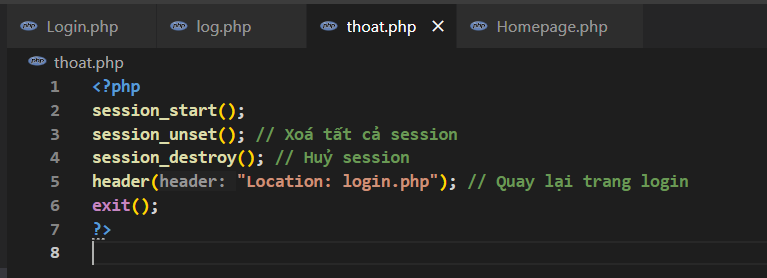 Login.php log.php thoat.php Homepage.php
thoat.php
1 <?php
2 session_start();
3 session_unset(); // Xoá tất cả session
4 session_destroy(); // Huỷ session
5 header(header: "Location: login.php"); // Quay lại trang login
6 exit();
7 ?>
8